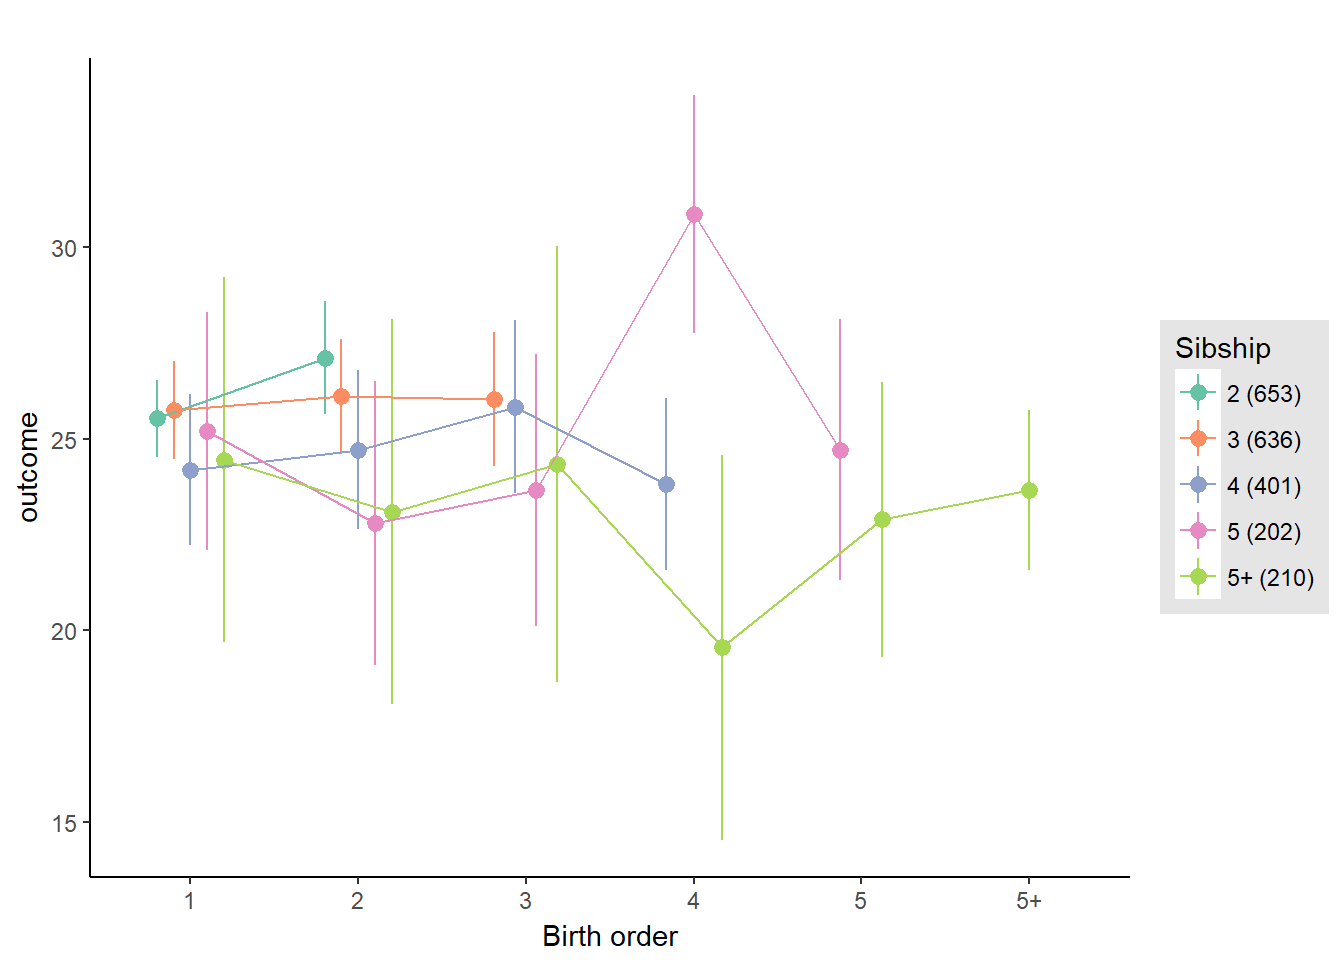 30
25
20
15
outcome
1 2 3 4 5 5+
Birth order
Sibship
2 (653)
3 (636)
4 (401)
5 (202)
5+ (210)